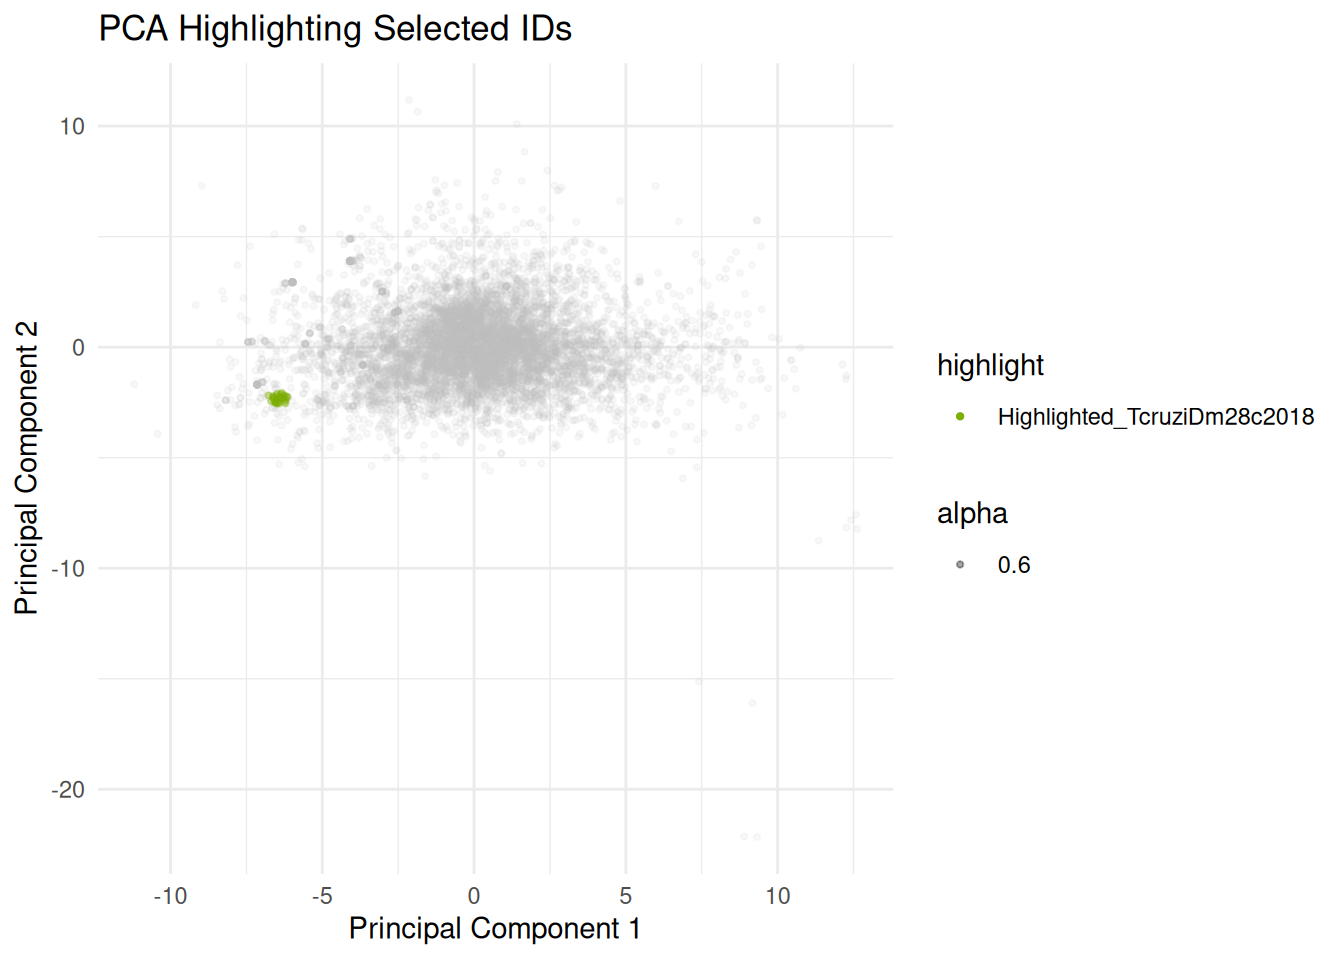 PCA Highlighting Selected IDs
Principal Component 2
10
0
-10
-20
-10
-5
0
5
10
Principal Component 1
highlight
Highlighted_TcruziDm28c2018
alpha
0.6